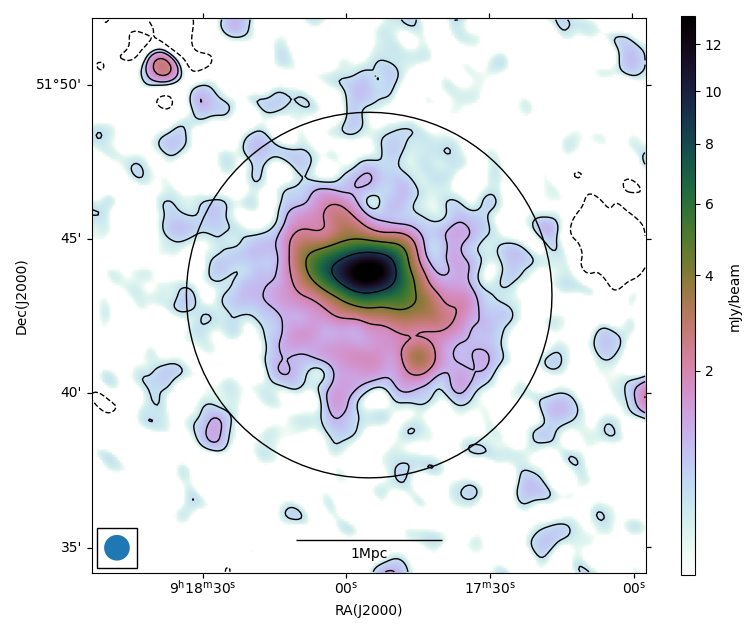 51°50'
45'
40'
35'
Dec(J2000)
1Mpc
9ʰ18ᵐ30ˢ
00ˢ
17ᵐ30ˢ
00ˢ
RA(J2000)
12
10
8
6
4
2
mJy/beam